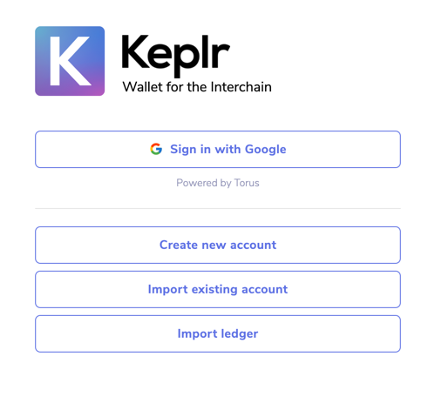 K Keplr
Wallet for the Interchain
Sign in with Google
Powered by Torus
Create new account
Import existing account
Import ledger